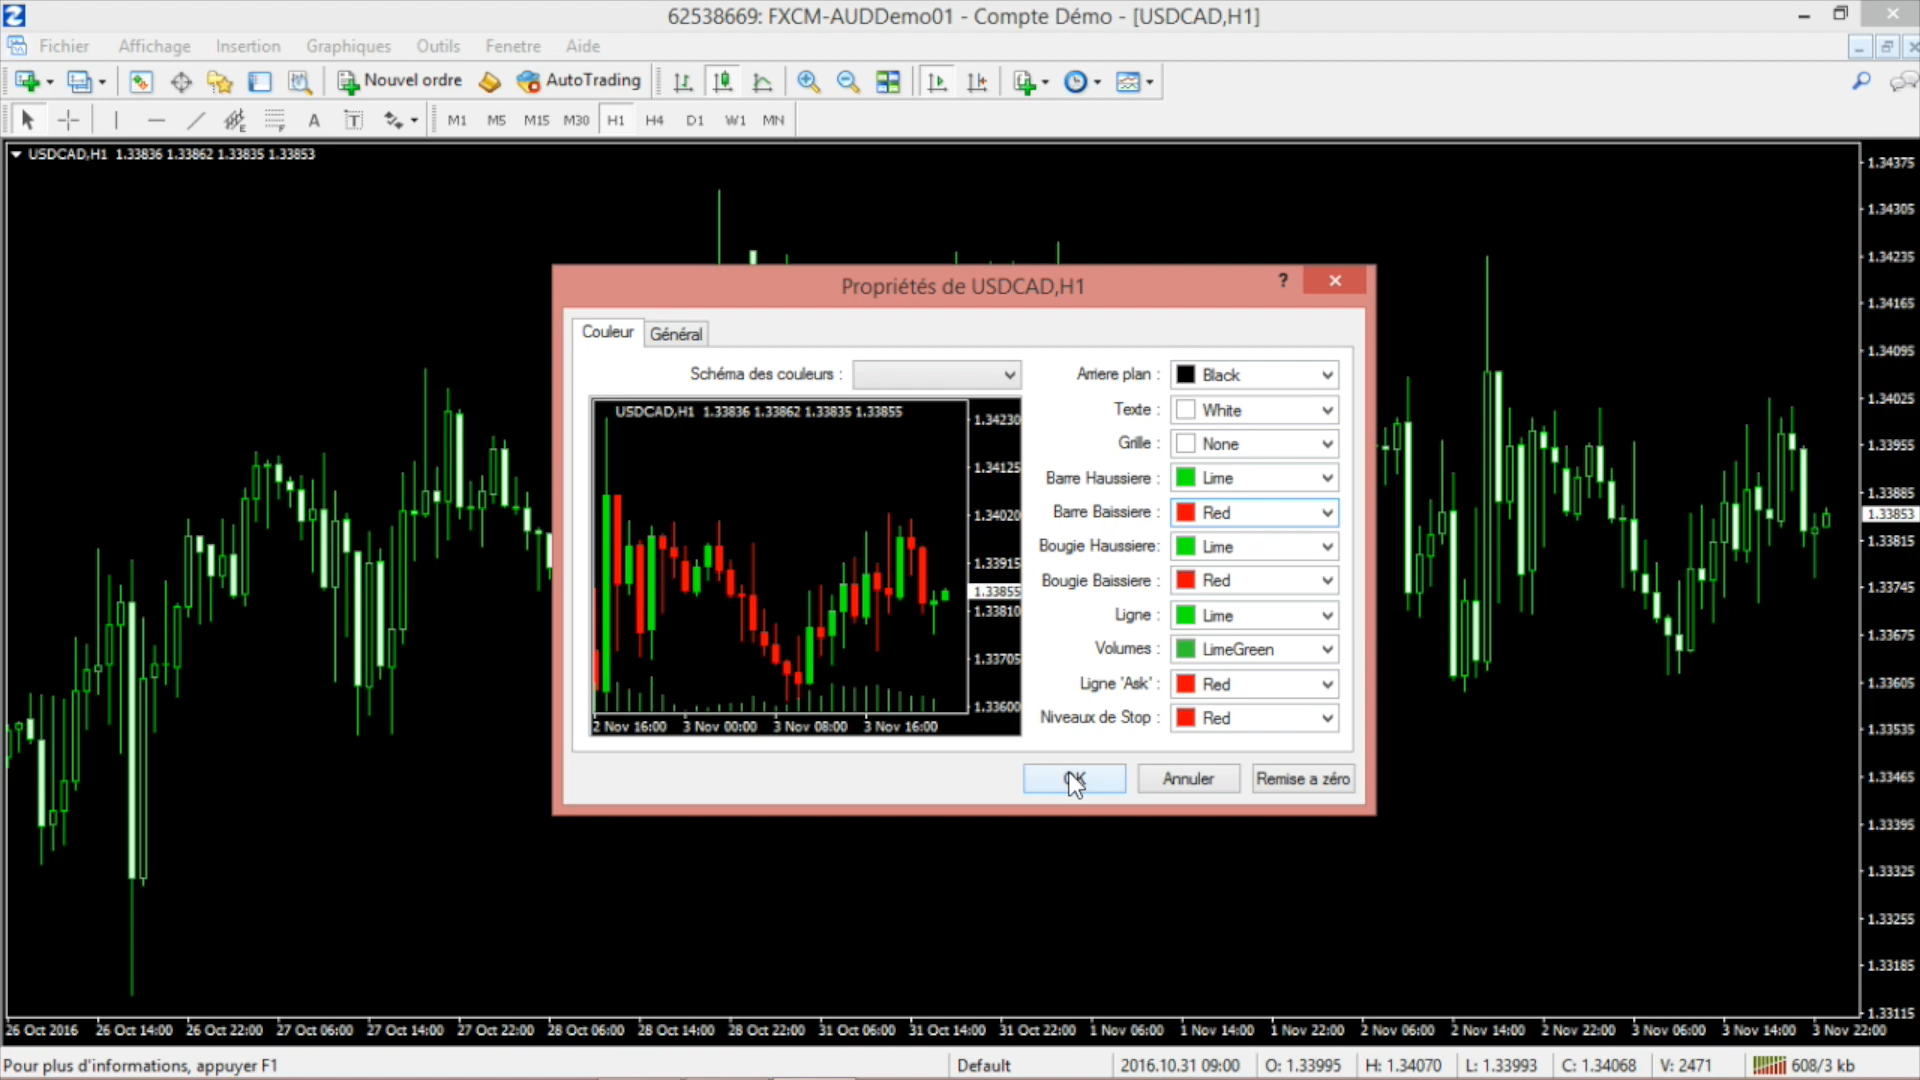 62538669: FXCM-AUDDemo01 - Compte Démo - [USDCAD,H1]
Fichier Affichage Insertion Graphiques Outils Fenetre Aide
Nouvel ordre AutoTrading
A T M1 M5 M15 M30 H1 H4 D1 W1 MN
USDCAD,H1 1.33836 1.33862 1.33835 1.33853
1.34375
1.34305
1.34235
1.34165
1.34095
1.34025
1.33955
1.33885
1.33853
1.33815
1.33745
1.33675
1.33605
1.33535
1.33465
1.33395
1.33325
1.33255
1.33185
1.33115
Propriétés de USDCAD,H1 ?
Couleur Général
Schéma des couleurs :
USDCAD,H1 1.33836 1.33862 1.33835 1.33855
1.34230
1.34125
1.34020
1.33915
1.33855
1.33810
1.33705
1.33600
2 Nov 16:00 3 Nov 00:00 3 Nov 08:00 3 Nov 16:00
Arriere plan : Black
Texte : White
Grille : None
Barre Haussiere : Lime
Barre Baissiere : Red
Bougie Haussiere: Lime
Bougie Baissiere : Red
Ligne : Lime
Volumes : LimeGreen
Ligne 'Ask' : Red
Niveaux de Stop : Red
OK Annuler Remise a zéro
26 Oct 2016 26 Oct 14:00 26 Oct 22:00 27 Oct 06:00 27 Oct 14:00 27 Oct 22:00 28 Oct 06:00 28 Oct 14:00 28 Oct 22:00 31 Oct 06:00 31 Oct 14:00 31 Oct 22:00 1 Nov 06:00 1 Nov 14:00 1 Nov 22:00 2 Nov 06:00 2 Nov 14:00 2 Nov 22:00 3 Nov 06:00 3 Nov 14:00 3 Nov 22:00
Pour plus d'informations, appuyer F1 Default 2016.10.31 09:00 O: 1.33995 H: 1.34070 L: 1.33993 C: 1.34068 V: 2471 608/3 kb